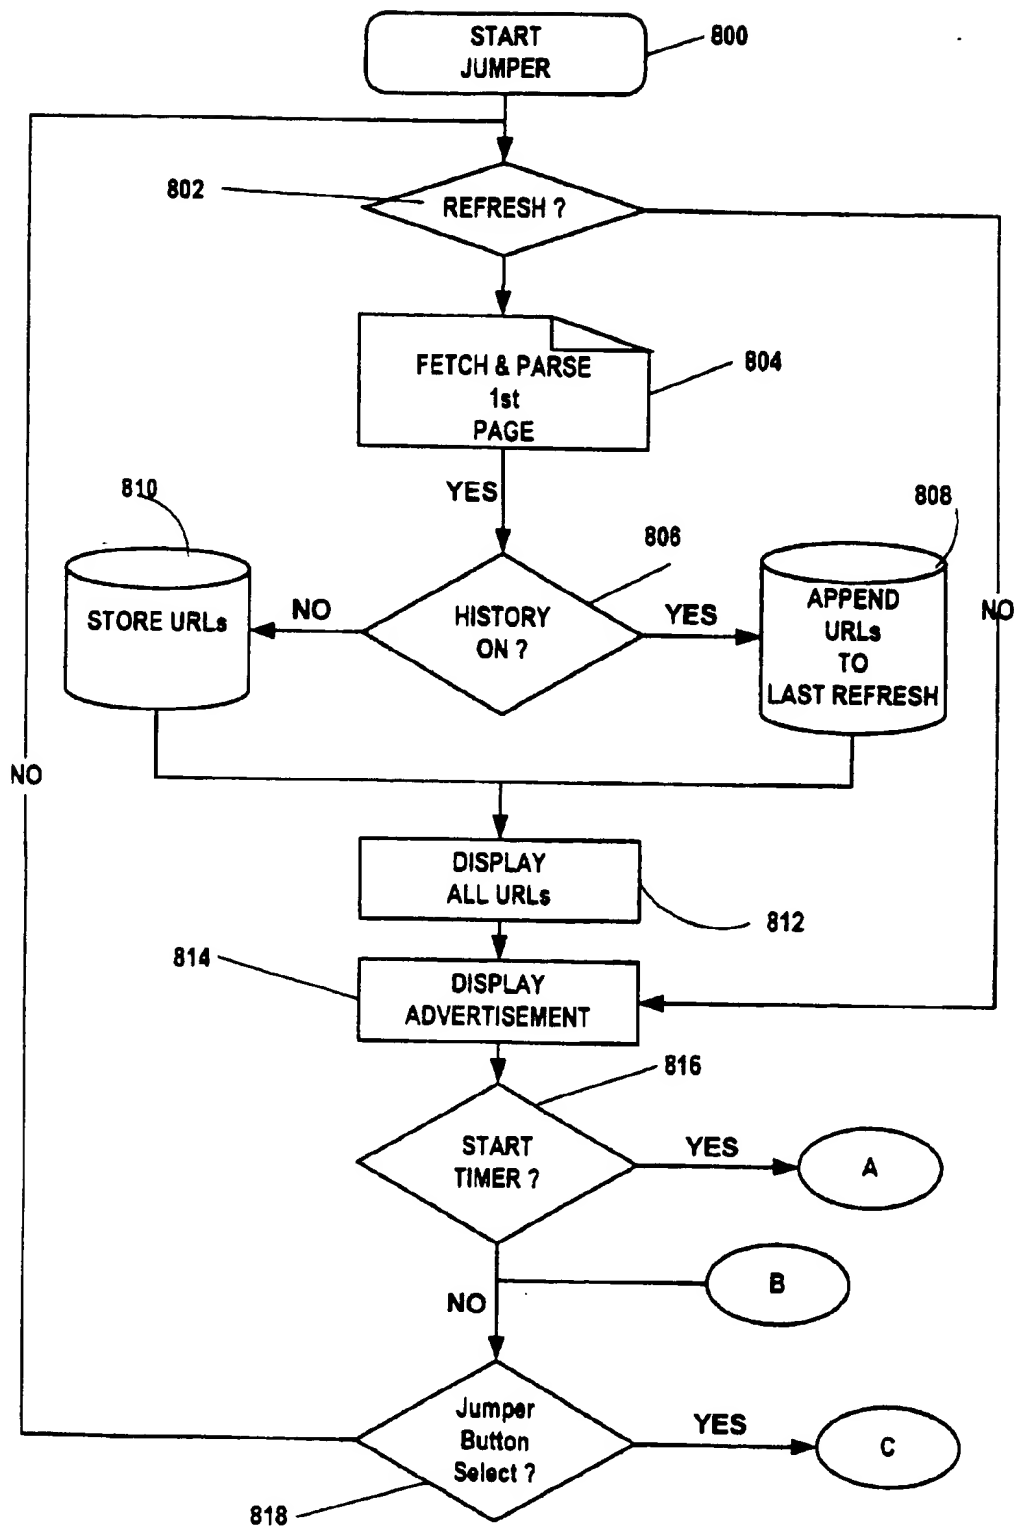 START
JUMPER
800
802
REFRESH ?
FETCH & PARSE
1st
PAGE
804
YES
810
806
808
STORE URLs
NO
HISTORY
ON ?
YES
APPEND
URLs
TO
LAST REFRESH
NO
NO
DISPLAY
ALL URLs
812
814
DISPLAY
ADVERTISEMENT
816
START
TIMER ?
YES
A
B
NO
Jumper
Button
Select ?
YES
C
818